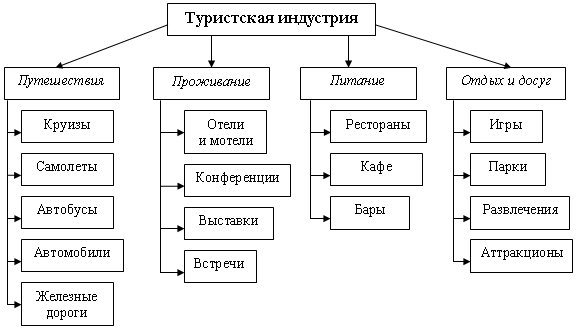 Туристская индустрия
Путешествия
Круизы
Самолеты
Автобусы
Автомобили
Железные
дороги
Проживание
Отели
и мотели
Конференции
Выставки
Встречи
Питание
Рестораны
Кафе
Бары
Отдых и досуг
Игры
Парки
Развлечения
Аттракционы